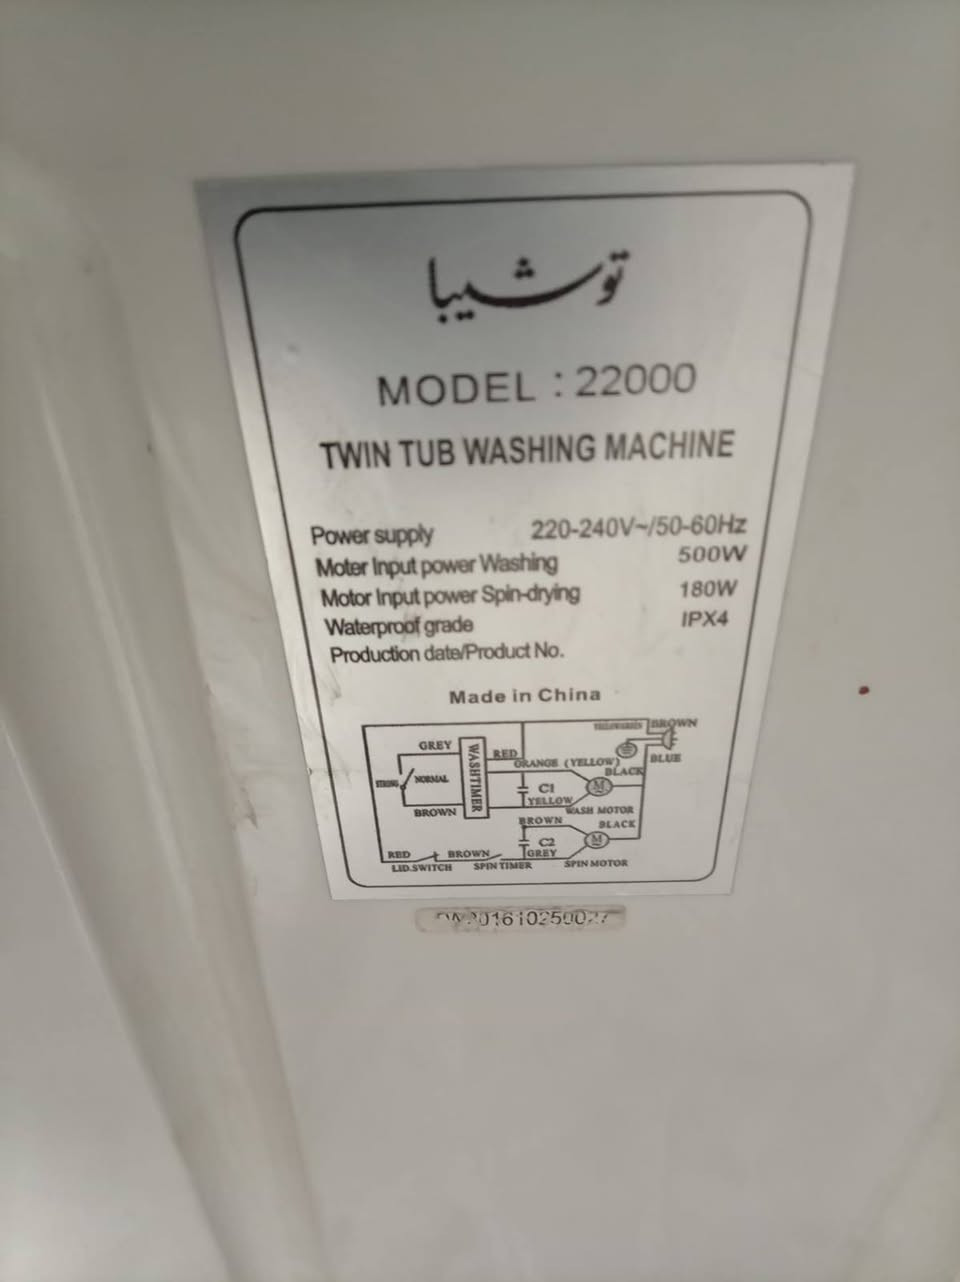 توشيبا
MODEL : 22000
TWIN TUB WASHING MACHINE
Power supply 220-240V~/50-60Hz
Moter Input power Washing 500W
Motor Input power Spin-drying 180W
Waterproof grade IPX4
Production date/Product No.
Made in China
BROWN
GREY
WASHTIMER
RED
ORANGE (YELLOW)
BLUE
BLACK
STRONG
NORMAL
C1
M
YELLOW
WASH MOTOR
BROWN
BROWN
BLACK
C2
M
RED
BROWN
GREY
LID.SWITCH
SPIN TIMER
SPIN MOTOR